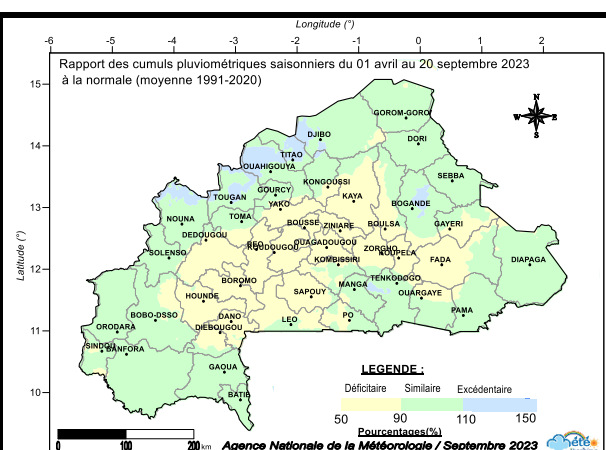 Longitude (°)
-6 -5 -4 -3 -2 -1 0 1 2
Rapport des cumuls pluviométriques saisonniers du 01 avril au 20 septembre 2023
à la normale (moyenne 1991-2020)
15
14
13
12
11
10
Latitude (°)
N
W E
S
GOROM-GORO
DJIBO
DORI
TITAO
OUAHIGOUYA
SEBBA
KONGOUSSI
GOURCY
TOUGAN
KAYA
YAKO
BOGANDE
NOUNA
TOMA
BOUSSE
ZINIARE
BOULSA
GAYERI
DEDOUGOU
OUAGADOUGOU
KOUDOUGOU
ZORGHO
KOUPELA
SOLENZO
KOMBISSIRI
FADA
DIAPAGA
BOROMO
TENKODOGO
MANGA
HOUNDE
SAPOUY
OUARGAYE
BOBO-DSSO
DANO
LEO
PO
PAMA
ORODARA
DIEBOUGOU
SINDOU
BANFORA
GAOUA
BATIE
LEGENDE :
Déficitaire Similaire Excédentaire
50 90 110 150
Pourcentages(%)
0 100 200 km
Agence Nationale de la Météorologie / Septembre 2023
météo